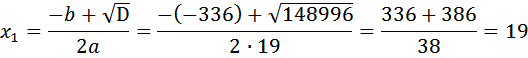 x₁ = (−b + √D) / 2a = (−(−336) + √148996) / (2 · 19) = (336 + 386) / 38 = 19